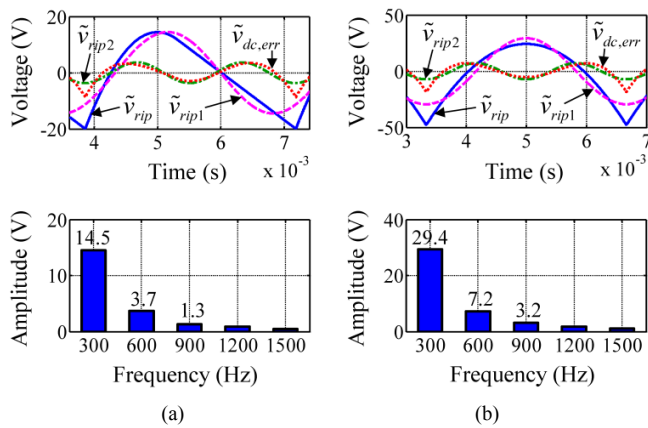 20
0
-20
4
5
6
7
Voltage (V)
Time (s)
x 10⁻³
ṽrip2
ṽdc,err
ṽrip
ṽrip1
50
0
-50
3
4
5
6
7
Voltage (V)
Time (s)
x 10⁻³
ṽrip2
ṽdc,err
ṽrip
ṽrip1
20
10
0
14.5
3.7
1.3
300
600
900
1200
1500
Amplitude (V)
Frequency (Hz)
(a)
40
20
0
29.4
7.2
3.2
300
600
900
1200
1500
Amplitude (V)
Frequency (Hz)
(b)